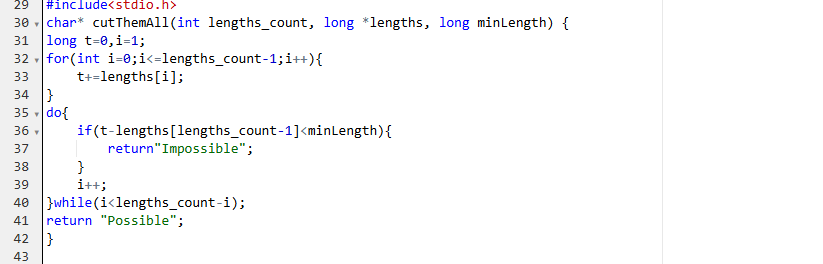 29 #include<stdio.h>
30 char* cutThemAll(int lengths_count, long *lengths, long minLength) {
31 long t=0,i=1;
32 for(int i=0;i<=lengths_count-1;i++){
33     t+=lengths[i];
34 }
35 do{
36     if(t-lengths[lengths_count-1]<minLength){
37         return"Impossible";
38     }
39     i++;
40 }while(i<lengths_count-i);
41 return "Possible";
42 }
43